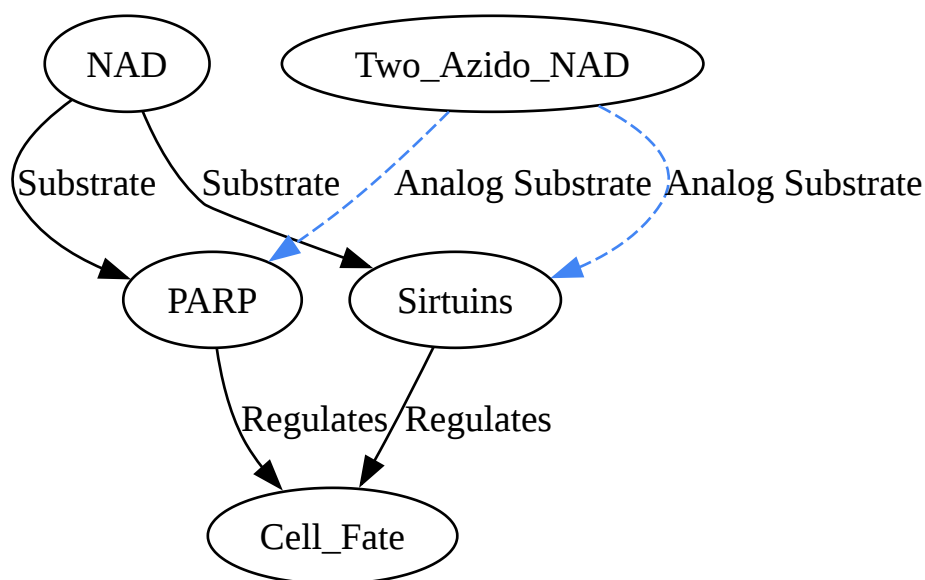 NAD
Two_Azido_NAD
Substrate
Substrate
Analog Substrate
Analog Substrate
PARP
Sirtuins
Regulates
Regulates
Cell_Fate